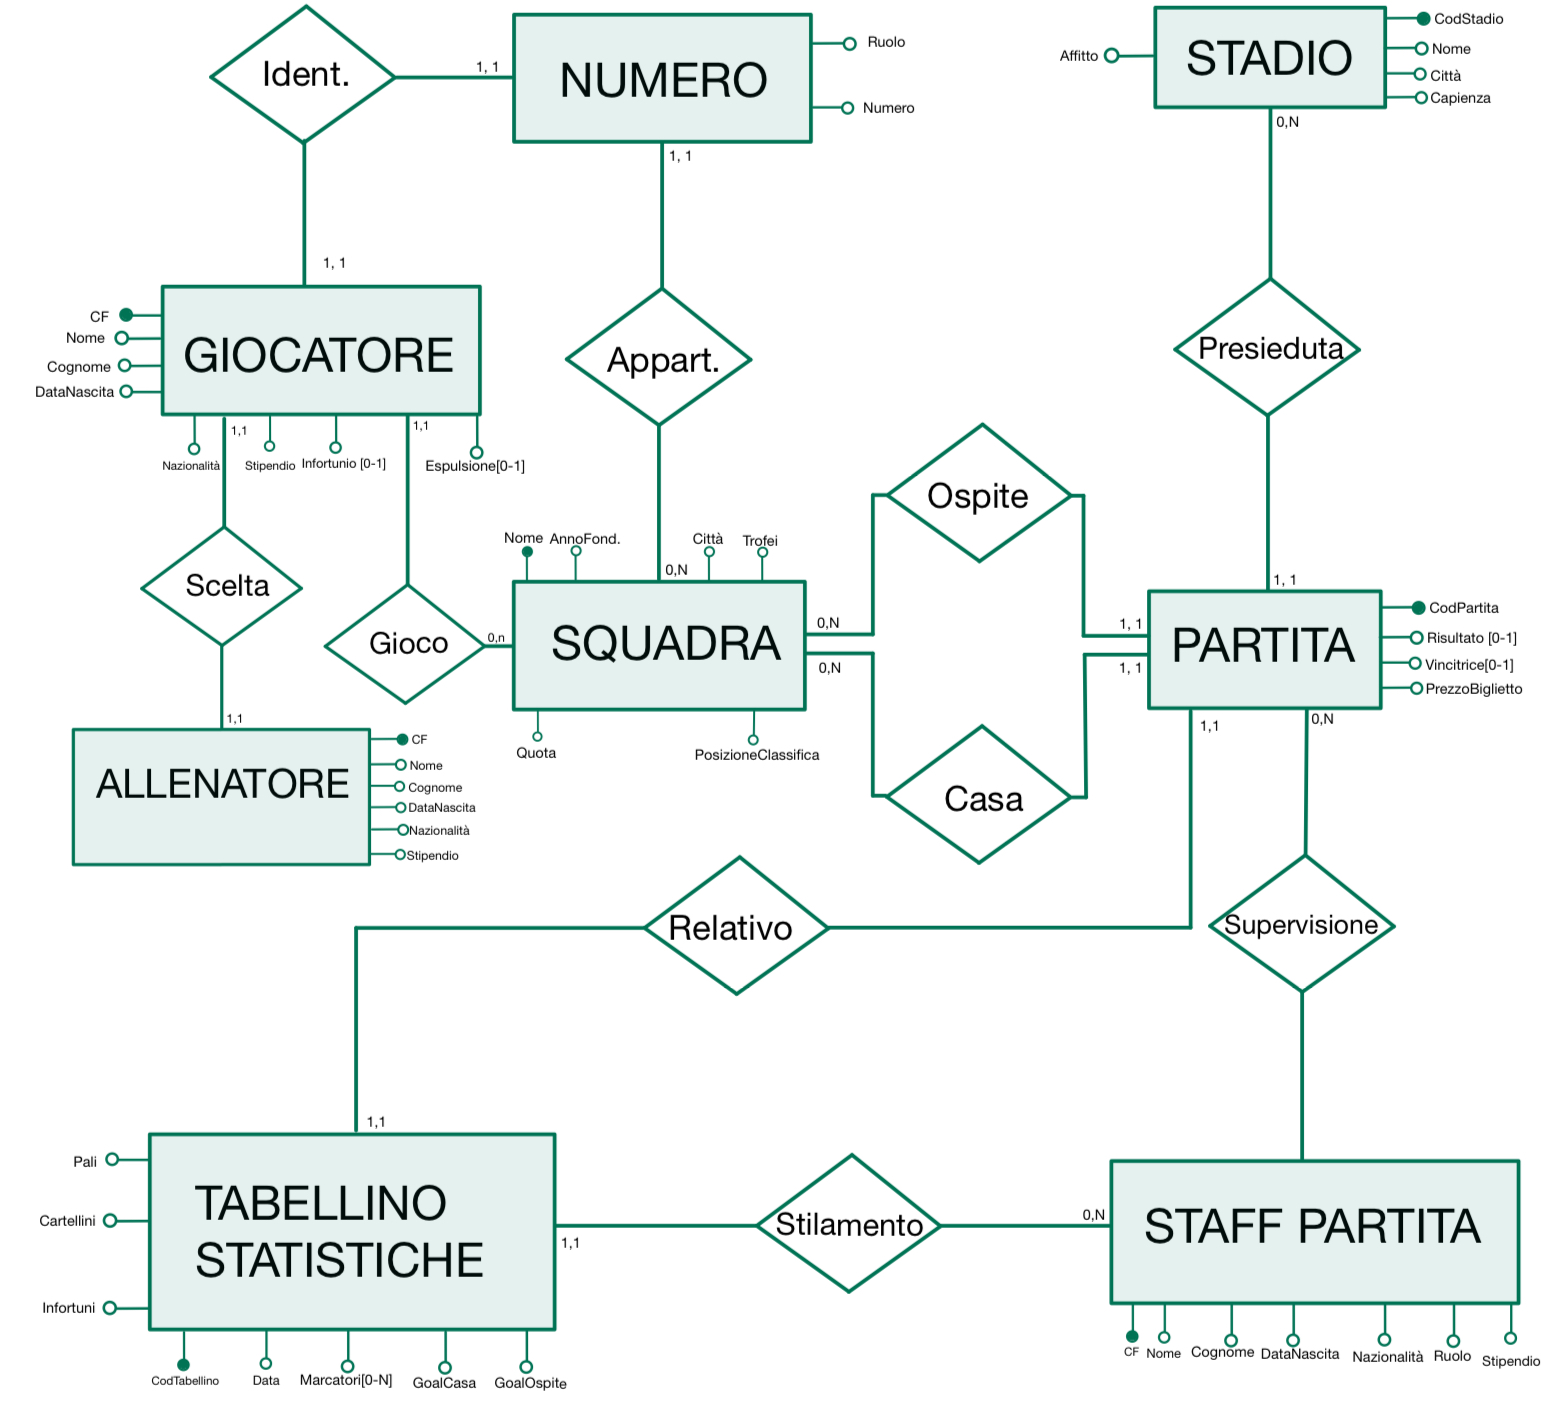 Ident.
1, 1
NUMERO
Ruolo
Numero
1, 1
Affitto
STADIO
CodStadio
Nome
Città
Capienza
0,N
1, 1
CF
Nome
Cognome
DataNascita
GIOCATORE
Nazionalità
1,1
Stipendio
Infortunio [0-1]
1,1
Espulsione[0-1]
Appart.
Presieduta
Ospite
Scelta
Gioco
0,n
Nome
AnnoFond.
Città
Trofei
0,N
SQUADRA
0,N
0,N
Quota
PosizioneClassifica
1, 1
1, 1
1, 1
PARTITA
CodPartita
Risultato [0-1]
Vincitrice[0-1]
PrezzoBiglietto
1,1
0,N
Casa
1,1
ALLENATORE
CF
Nome
Cognome
DataNascita
Nazionalità
Stipendio
Relativo
Supervisione
1,1
Pali
Cartellini
Infortuni
TABELLINO
STATISTICHE
1,1
Stilamento
0,N
STAFF PARTITA
CodTabellino
Data
Marcatori[0-N]
GoalCasa
GoalOspite
CF
Nome
Cognome
DataNascita
Nazionalità
Ruolo
Stipendio